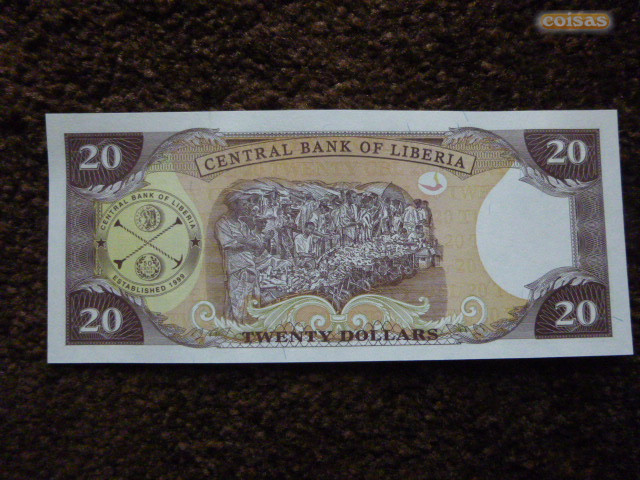 coisas
20
CENTRAL BANK OF LIBERIA
20
CENTRAL BANK OF LIBERIA
ESTABLISHED 1999
20
TWENTY DOLLARS
20